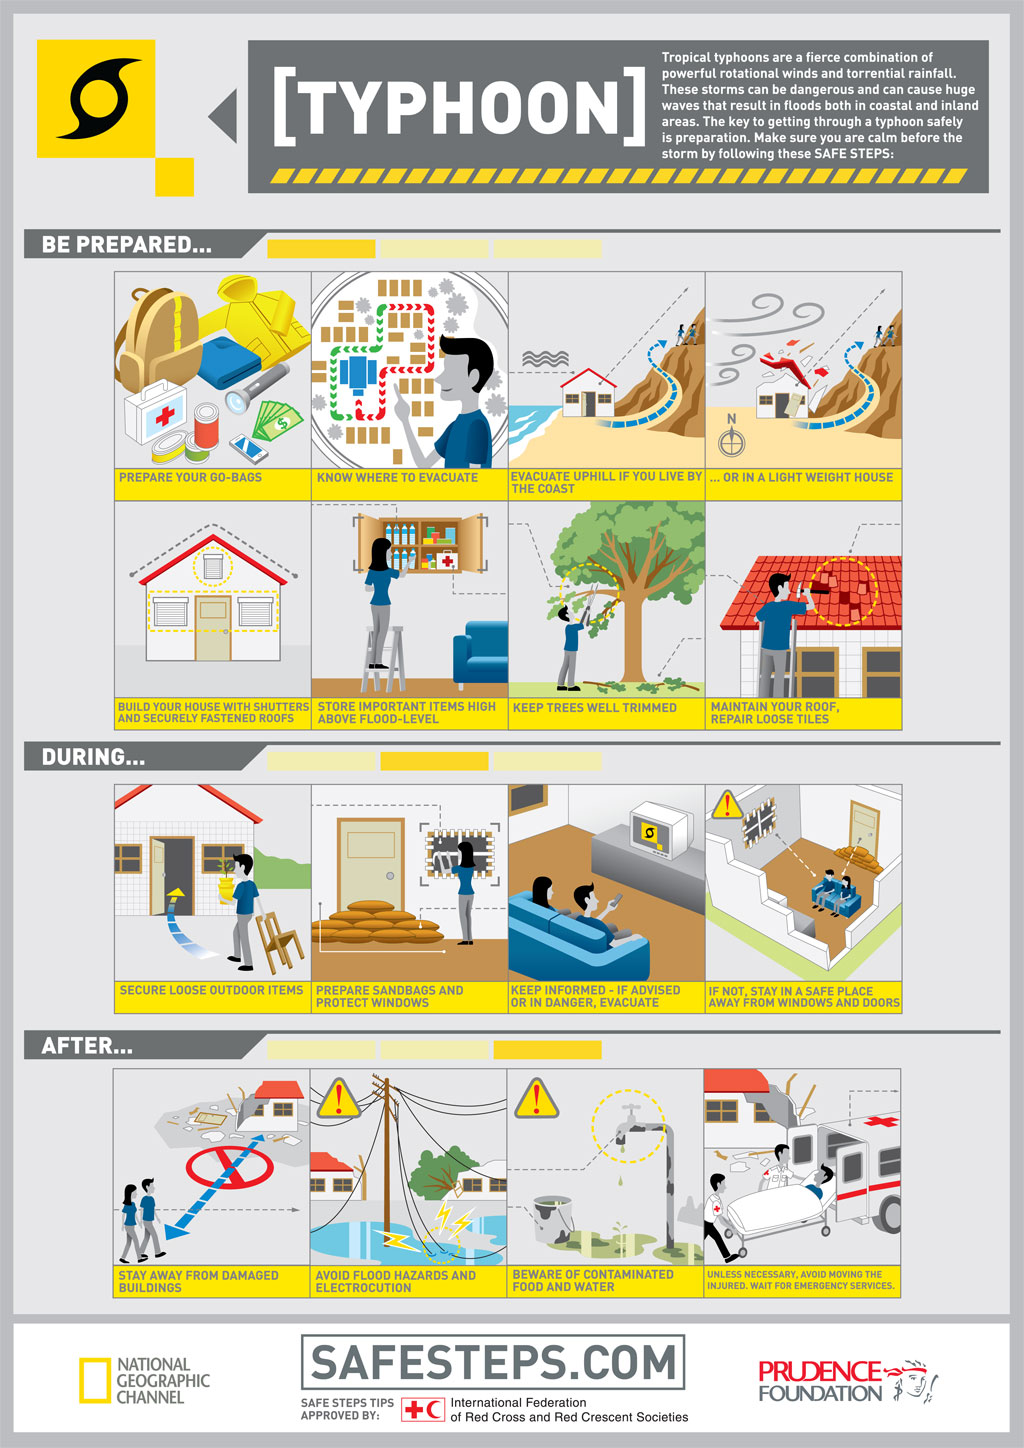 [TYPHOON]
Tropical typhoons are a fierce combination of
powerful rotational winds and torrential rainfall.
These storms can be dangerous and can cause huge
waves that result in floods both in coastal and inland
areas. The key to getting through a typhoon safely
is preparation. Make sure you are calm before the
storm by following these SAFE STEPS:
BE PREPARED...
N
PREPARE YOUR GO-BAGS
KNOW WHERE TO EVACUATE
EVACUATE UPHILL IF YOU LIVE BY
THE COAST
... OR IN A LIGHT WEIGHT HOUSE
BUILD YOUR HOUSE WITH SHUTTERS
AND SECURELY FASTENED ROOFS
STORE IMPORTANT ITEMS HIGH
ABOVE FLOOD-LEVEL
KEEP TREES WELL TRIMMED
MAINTAIN YOUR ROOF,
REPAIR LOOSE TILES
DURING...
SECURE LOOSE OUTDOOR ITEMS
PREPARE SANDBAGS AND
PROTECT WINDOWS
KEEP INFORMED - IF ADVISED
OR IN DANGER, EVACUATE
IF NOT, STAY IN A SAFE PLACE
AWAY FROM WINDOWS AND DOORS
AFTER...
STAY AWAY FROM DAMAGED
BUILDINGS
AVOID FLOOD HAZARDS AND
ELECTROCUTION
BEWARE OF CONTAMINATED
FOOD AND WATER
UNLESS NECESSARY, AVOID MOVING THE
INJURED. WAIT FOR EMERGENCY SERVICES.
NATIONAL
GEOGRAPHIC
CHANNEL
SAFESTEPS.COM
SAFE STEPS TIPS
APPROVED BY:
International Federation
of Red Cross and Red Crescent Societies
PRUDENCE
FOUNDATION